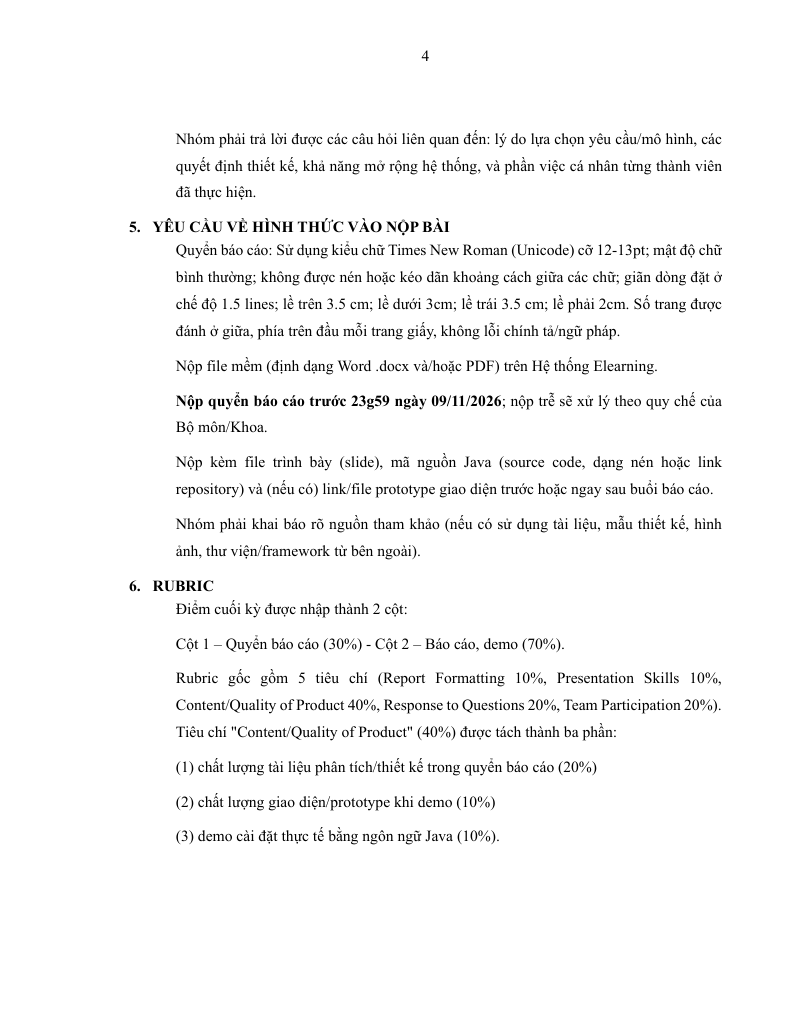 4
Nhóm phải trả lời được các câu hỏi liên quan đến: lý do lựa chọn yêu cầu/mô hình, các
quyết định thiết kế, khả năng mở rộng hệ thống, và phần việc cá nhân từng thành viên
đã thực hiện.
5. YÊU CẦU VỀ HÌNH THỨC VÀO NỘP BÀI
Quyển báo cáo: Sử dụng kiểu chữ Times New Roman (Unicode) cỡ 12-13pt; mật độ chữ
bình thường; không được nén hoặc kéo dãn khoảng cách giữa các chữ; giãn dòng đặt ở
chế độ 1.5 lines; lề trên 3.5 cm; lề dưới 3cm; lề trái 3.5 cm; lề phải 2cm. Số trang được
đánh ở giữa, phía trên đầu mỗi trang giấy, không lỗi chính tả/ngữ pháp.
Nộp file mềm (định dạng Word .docx và/hoặc PDF) trên Hệ thống Elearning.
Nộp quyển báo cáo trước 23g59 ngày 09/11/2026; nộp trễ sẽ xử lý theo quy chế của
Bộ môn/Khoa.
Nộp kèm file trình bày (slide), mã nguồn Java (source code, dạng nén hoặc link
repository) và (nếu có) link/file prototype giao diện trước hoặc ngay sau buổi báo cáo.
Nhóm phải khai báo rõ nguồn tham khảo (nếu có sử dụng tài liệu, mẫu thiết kế, hình
ảnh, thư viện/framework từ bên ngoài).
6. RUBRIC
Điểm cuối kỳ được nhập thành 2 cột:
Cột 1 – Quyển báo cáo (30%) - Cột 2 – Báo cáo, demo (70%).
Rubric gốc gồm 5 tiêu chí (Report Formatting 10%, Presentation Skills 10%,
Content/Quality of Product 40%, Response to Questions 20%, Team Participation 20%).
Tiêu chí "Content/Quality of Product" (40%) được tách thành ba phần:
(1) chất lượng tài liệu phân tích/thiết kế trong quyển báo cáo (20%)
(2) chất lượng giao diện/prototype khi demo (10%)
(3) demo cài đặt thực tế bằng ngôn ngữ Java (10%).